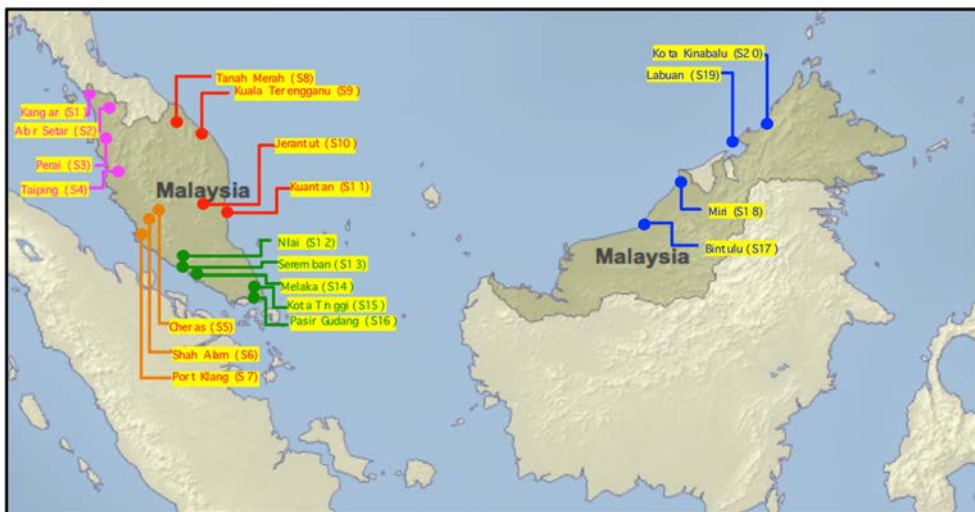 Kota Kinabalu (S20)
Labuan (S19)
Tanah Merah (S8)
Kuala Terengganu (S9)
Kangar (S1)
Abr Setar (S2)
Jerantut (S10)
Perai (S3)
Taiping (S4)
Malaysia
Kuantan (S11)
Miri (S18)
Nilai (S12)
Bintulu (S17)
Malaysia
Seremban (S13)
Melaka (S14)
Kota Tinggi (S15)
Pasir Gudang (S16)
Cheras (S5)
Shah Alam (S6)
Port Klang (S7)